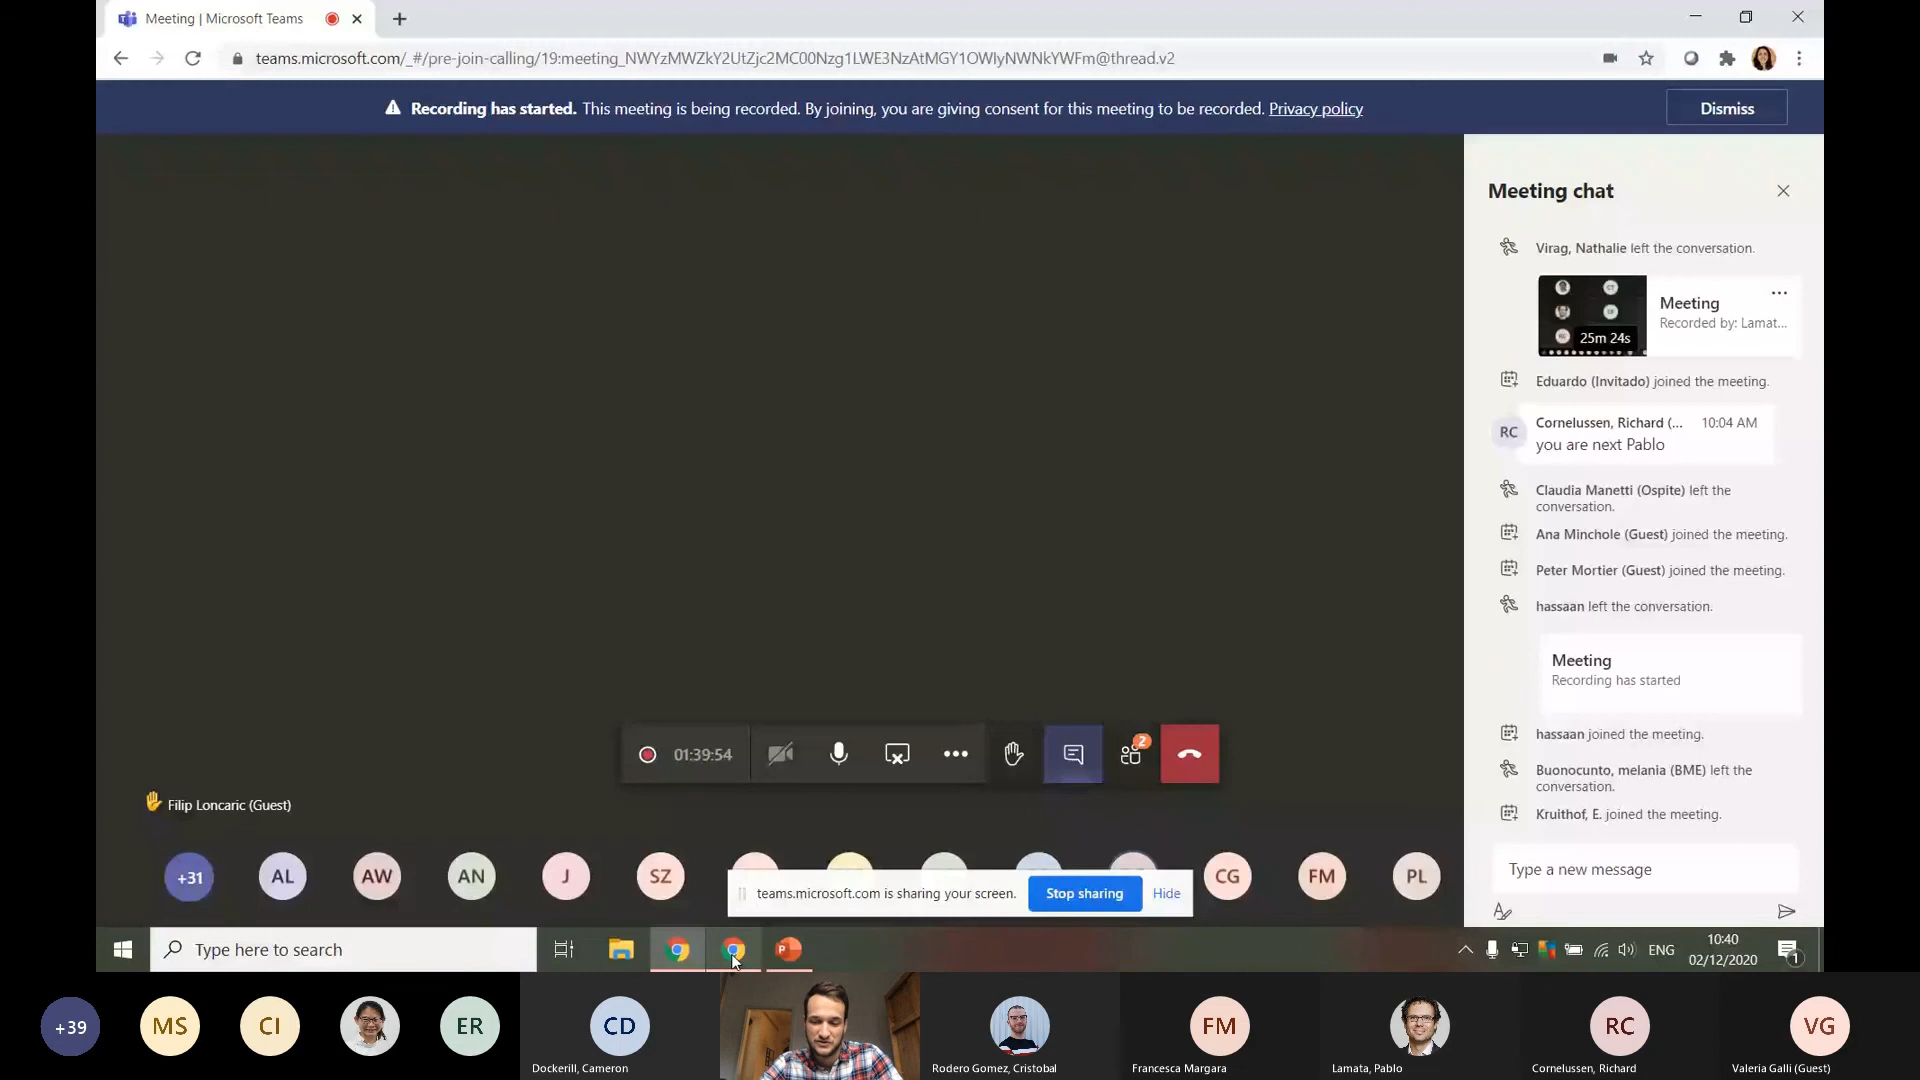 Meeting | Microsoft Teams
teams.microsoft.com/_#/pre-join-calling/19:meeting_NWYzMWZkY2UtZjc2MC00Nzg1LWE3NzAtMGY1OWIyNWNkYWFm@thread.v2
Recording has started. This meeting is being recorded. By joining, you are giving consent for this meeting to be recorded. Privacy policy
Dismiss
Meeting chat
Virag, Nathalie left the conversation.
Meeting
Recorded by: Lamat...
25m 24s
Eduardo (Invitado) joined the meeting.
RC
Cornelussen, Richard (... 10:04 AM
you are next Pablo
Claudia Manetti (Ospite) left the
conversation.
Ana Minchole (Guest) joined the meeting.
Peter Mortier (Guest) joined the meeting.
hassaan left the conversation.
Meeting
Recording has started
hassaan joined the meeting.
Buonocunto, melania (BME) left the
conversation.
Kruithof, E. joined the meeting.
Type a new message
01:39:54
2
Filip Loncaric (Guest)
+31 AL AW AN J SZ CG FM PL
teams.microsoft.com is sharing your screen. Stop sharing Hide
Type here to search
ENG
10:40
02/12/2020
1
+39 MS CI ER CD FM RC VG
Dockerill, Cameron
Rodero Gomez, Cristobal
Francesca Margara
Lamata, Pablo
Cornelussen, Richard
Valeria Galli (Guest)